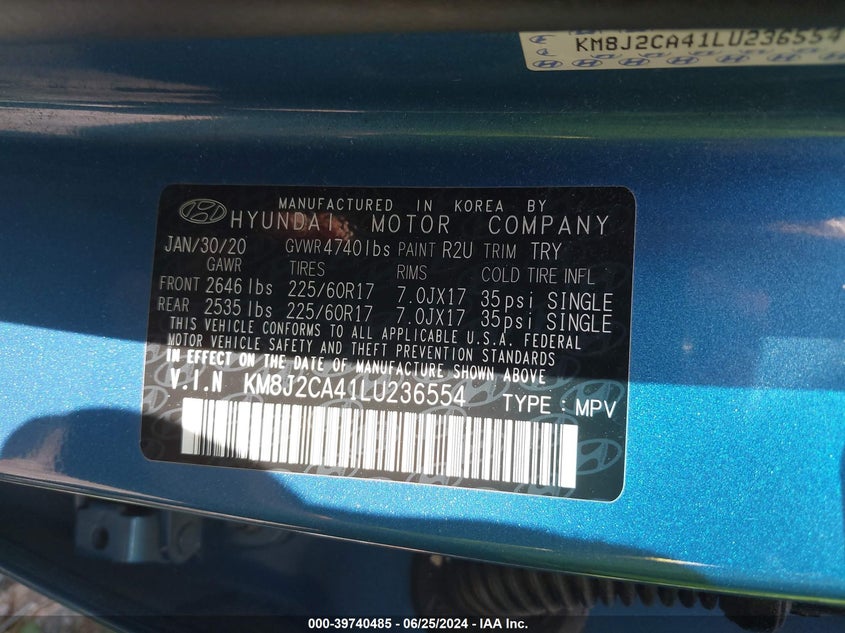 KM8J2CA41LU236554
MANUFACTURED IN KOREA BY
HYUNDAI MOTOR COMPANY
JAN/30/20 GVWR 4740lbs PAINT R2U TRIM TRY
GAWR TIRES RIMS COLD TIRE INFL
FRONT 2646 lbs 225/60R17 7.0JX17 35psi SINGLE
REAR 2535 lbs 225/60R17 7.0JX17 35psi SINGLE
THIS VEHICLE CONFORMS TO ALL APPLICABLE U.S.A. FEDERAL
MOTOR VEHICLE SAFETY AND THEFT PREVENTION STANDARDS
IN EFFECT ON THE DATE OF MANUFACTURE SHOWN ABOVE
V.I.N KM8J2CA41LU236554 TYPE : MPV
000-39740485 - 06/25/2024 - IAA Inc.